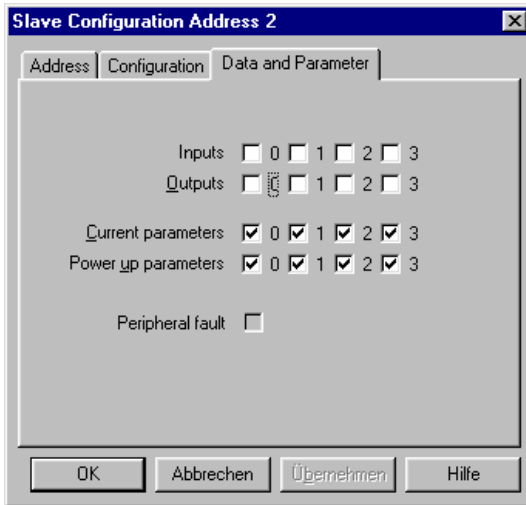 Slave Configuration Address 2
Address Configuration Data and Parameter
Inputs 0 1 2 3
Outputs 0 1 2 3
Current parameters 0 1 2 3
Power up parameters 0 1 2 3
Peripheral fault
OK Abbrechen Übernehmen Hilfe